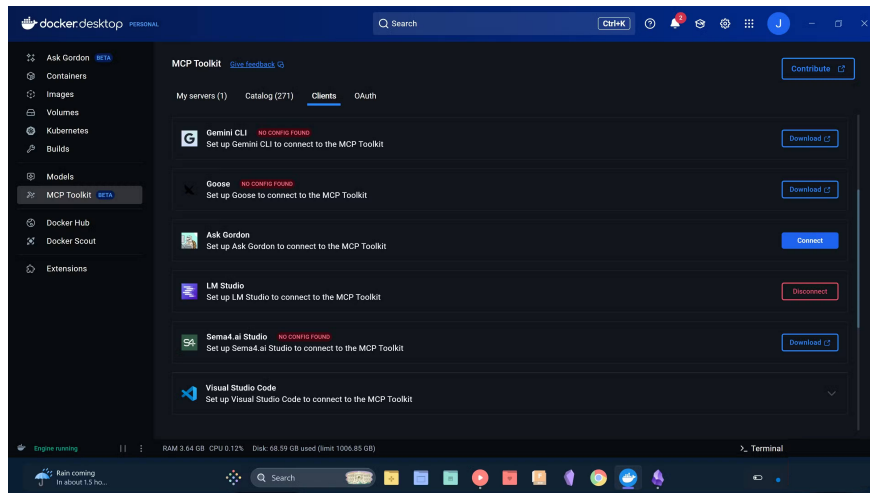 docker.desktop PERSONAL
Search
Ctrl+K
2
J
Ask Gordon BETA
Containers
Images
Volumes
Kubernetes
Builds
Models
MCP Toolkit BETA
Docker Hub
Docker Scout
Extensions
MCP Toolkit Give feedback
Contribute
My servers (1) Catalog (271) Clients OAuth
G
Gemini CLI NO CONFIG FOUND
Set up Gemini CLI to connect to the MCP Toolkit
Download
Goose NO CONFIG FOUND
Set up Goose to connect to the MCP Toolkit
Download
Ask Gordon
Set up Ask Gordon to connect to the MCP Toolkit
Connect
LM Studio
Set up LM Studio to connect to the MCP Toolkit
Disconnect
S4
Sema4.ai Studio NO CONFIG FOUND
Set up Sema4.ai Studio to connect to the MCP Toolkit
Download
Visual Studio Code
Set up Visual Studio Code to connect to the MCP Toolkit
Engine running
RAM 3.64 GB CPU 0.12% Disk: 68.59 GB used (limit 1006.85 GB)
>_ Terminal
Rain coming
In about 1.5 ho...
Search